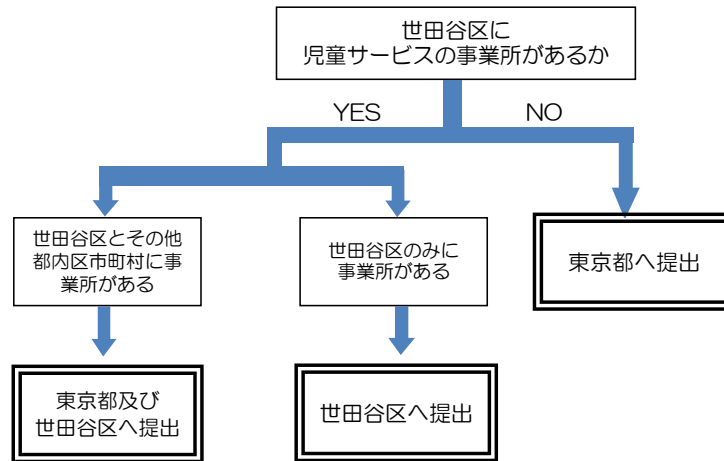 世田谷区に
児童サービスの事業所があるか
YES
NO
世田谷区とその他
都内区市町村に事
業所がある
世田谷区のみに
事業所がある
東京都へ提出
東京都及び
世田谷区へ提出
世田谷区へ提出